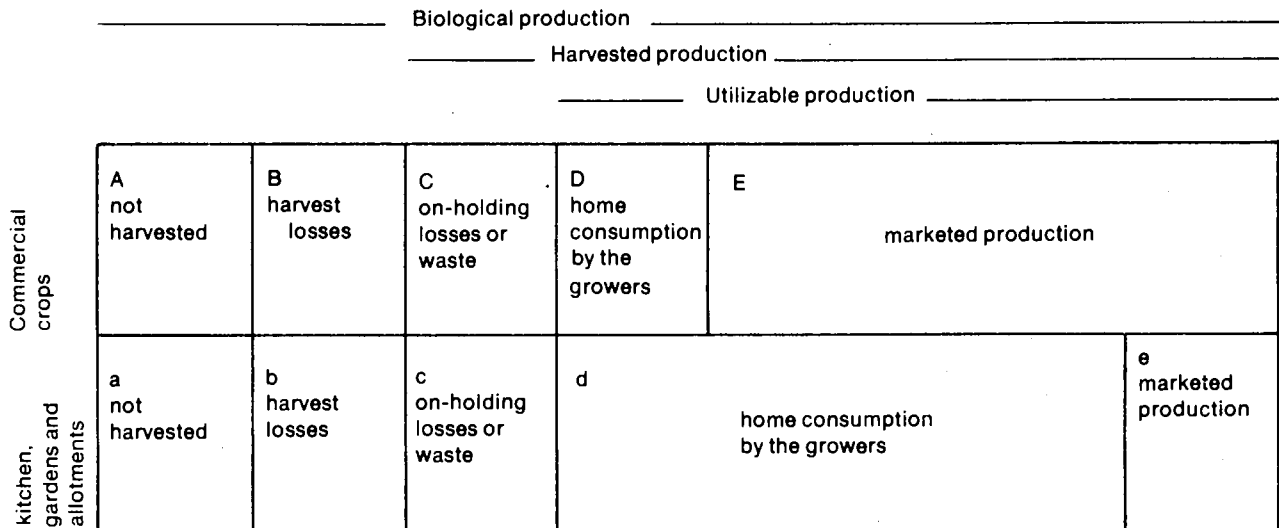 Biological production
Harvested production
Utilizable production
Commercial
crops
A
not
harvested
B
harvest
losses
C
on-holding
losses or
waste
D
home
consumption
by the
growers
E
marketed production
kitchen,
gardens and
allotments
a
not
harvested
b
harvest
losses
c
on-holding
losses or
waste
d
home consumption
by the growers
e
marketed
production